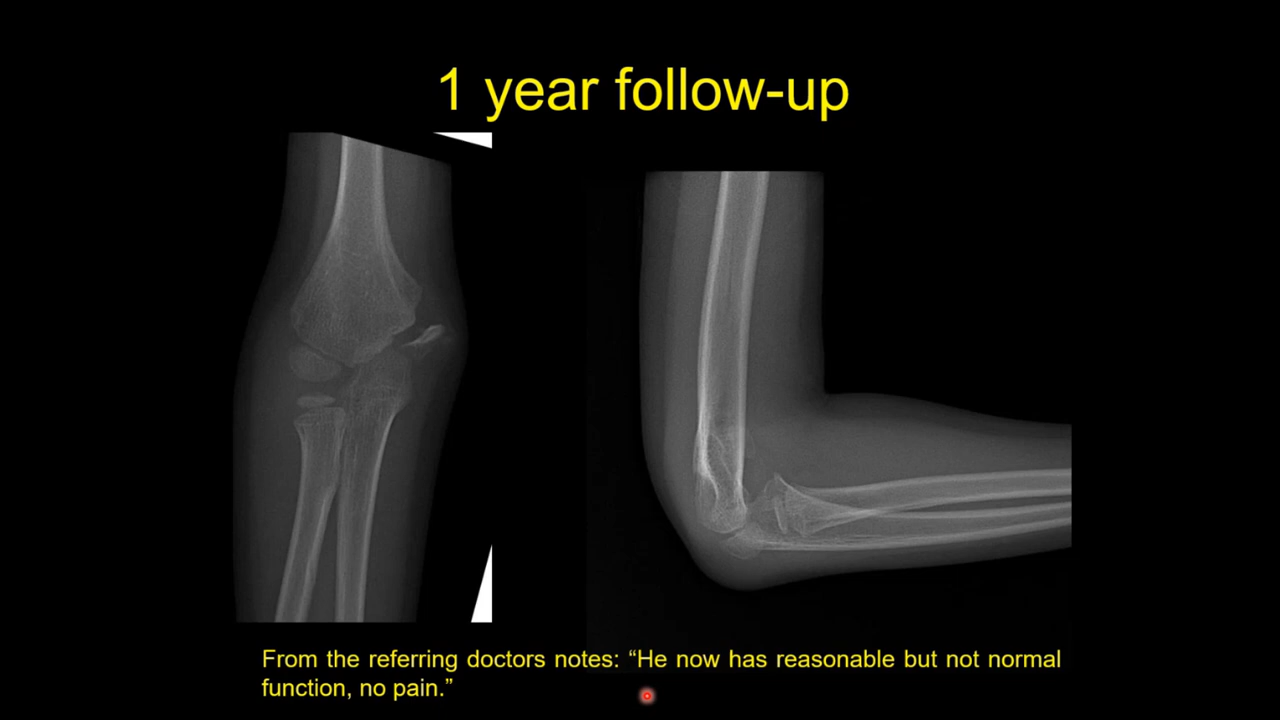 1 year follow-up
From the referring doctors notes: “He now has reasonable but not normal
function, no pain.”